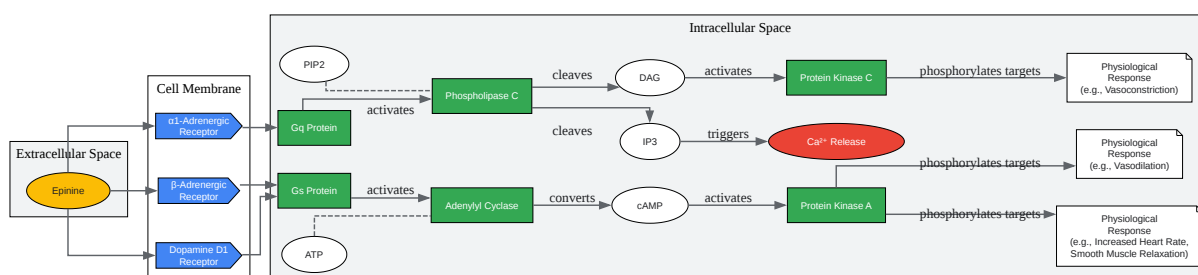 Intracellular Space
PIP2
cleaves
DAG
activates
Protein Kinase C
phosphorylates targets
Physiological
Response
(e.g., Vasoconstriction)
Cell Membrane
Phospholipase C
activates
α1-Adrenergic
Receptor
Gq Protein
cleaves
IP3
triggers
Ca²⁺ Release
Extracellular Space
Epinine
phosphorylates targets
Physiological
Response
(e.g., Vasodilation)
β-Adrenergic
Receptor
Gs Protein
activates
Adenylyl Cyclase
converts
cAMP
activates
Protein Kinase A
phosphorylates targets
Physiological
Response
(e.g., Increased Heart Rate,
Smooth Muscle Relaxation)
Dopamine D1
Receptor
ATP